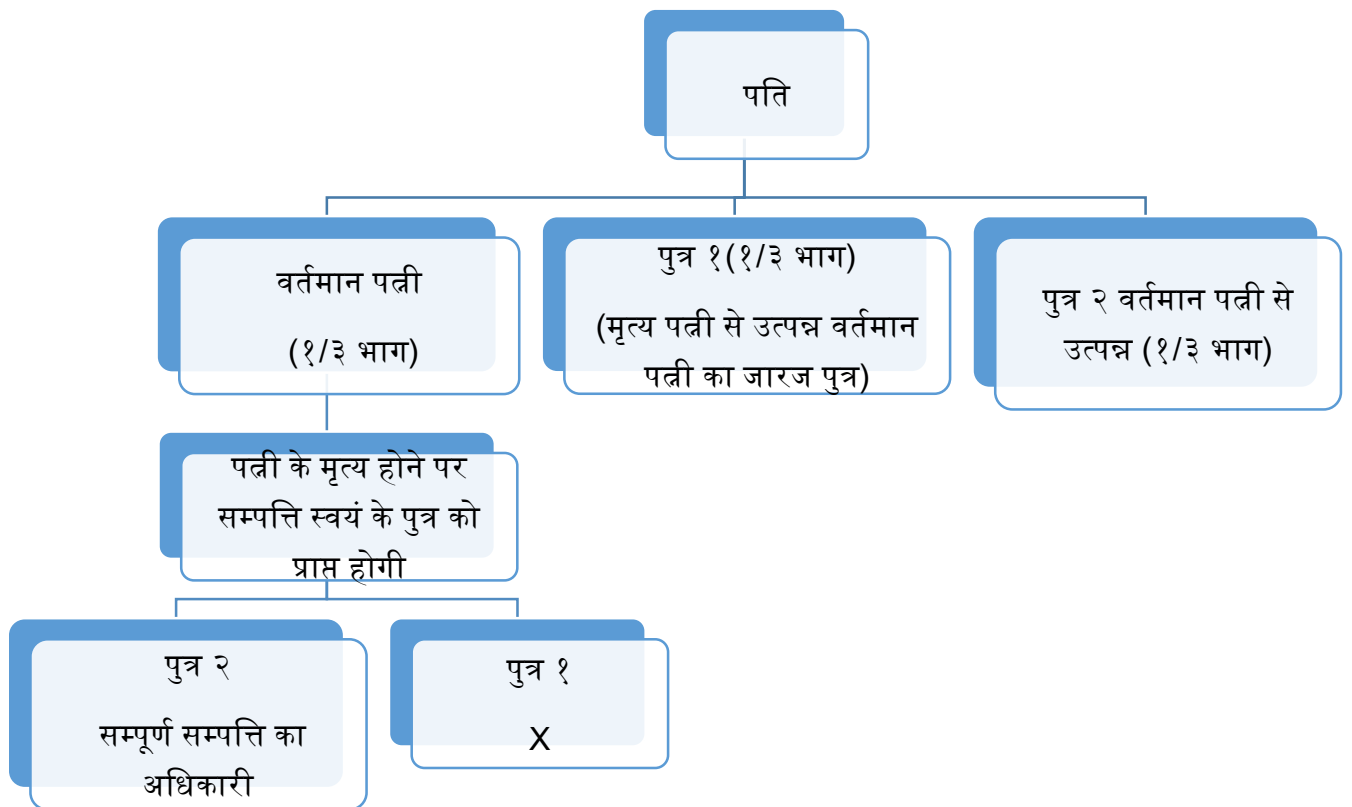 पति
वर्तमान पत्नी
(१/३ भाग)
पुत्र १(१/३ भाग)
(मृत्य पत्नी से उत्पन्न वर्तमान
पत्नी का जारज पुत्र)
पुत्र २ वर्तमान पत्नी से
उत्पन्न (१/३ भाग)
पत्नी के मृत्य होने पर
सम्पत्ति स्वयं के पुत्र को
प्राप्त होगी
पुत्र २
सम्पूर्ण सम्पत्ति का
अधिकारी
पुत्र १
X